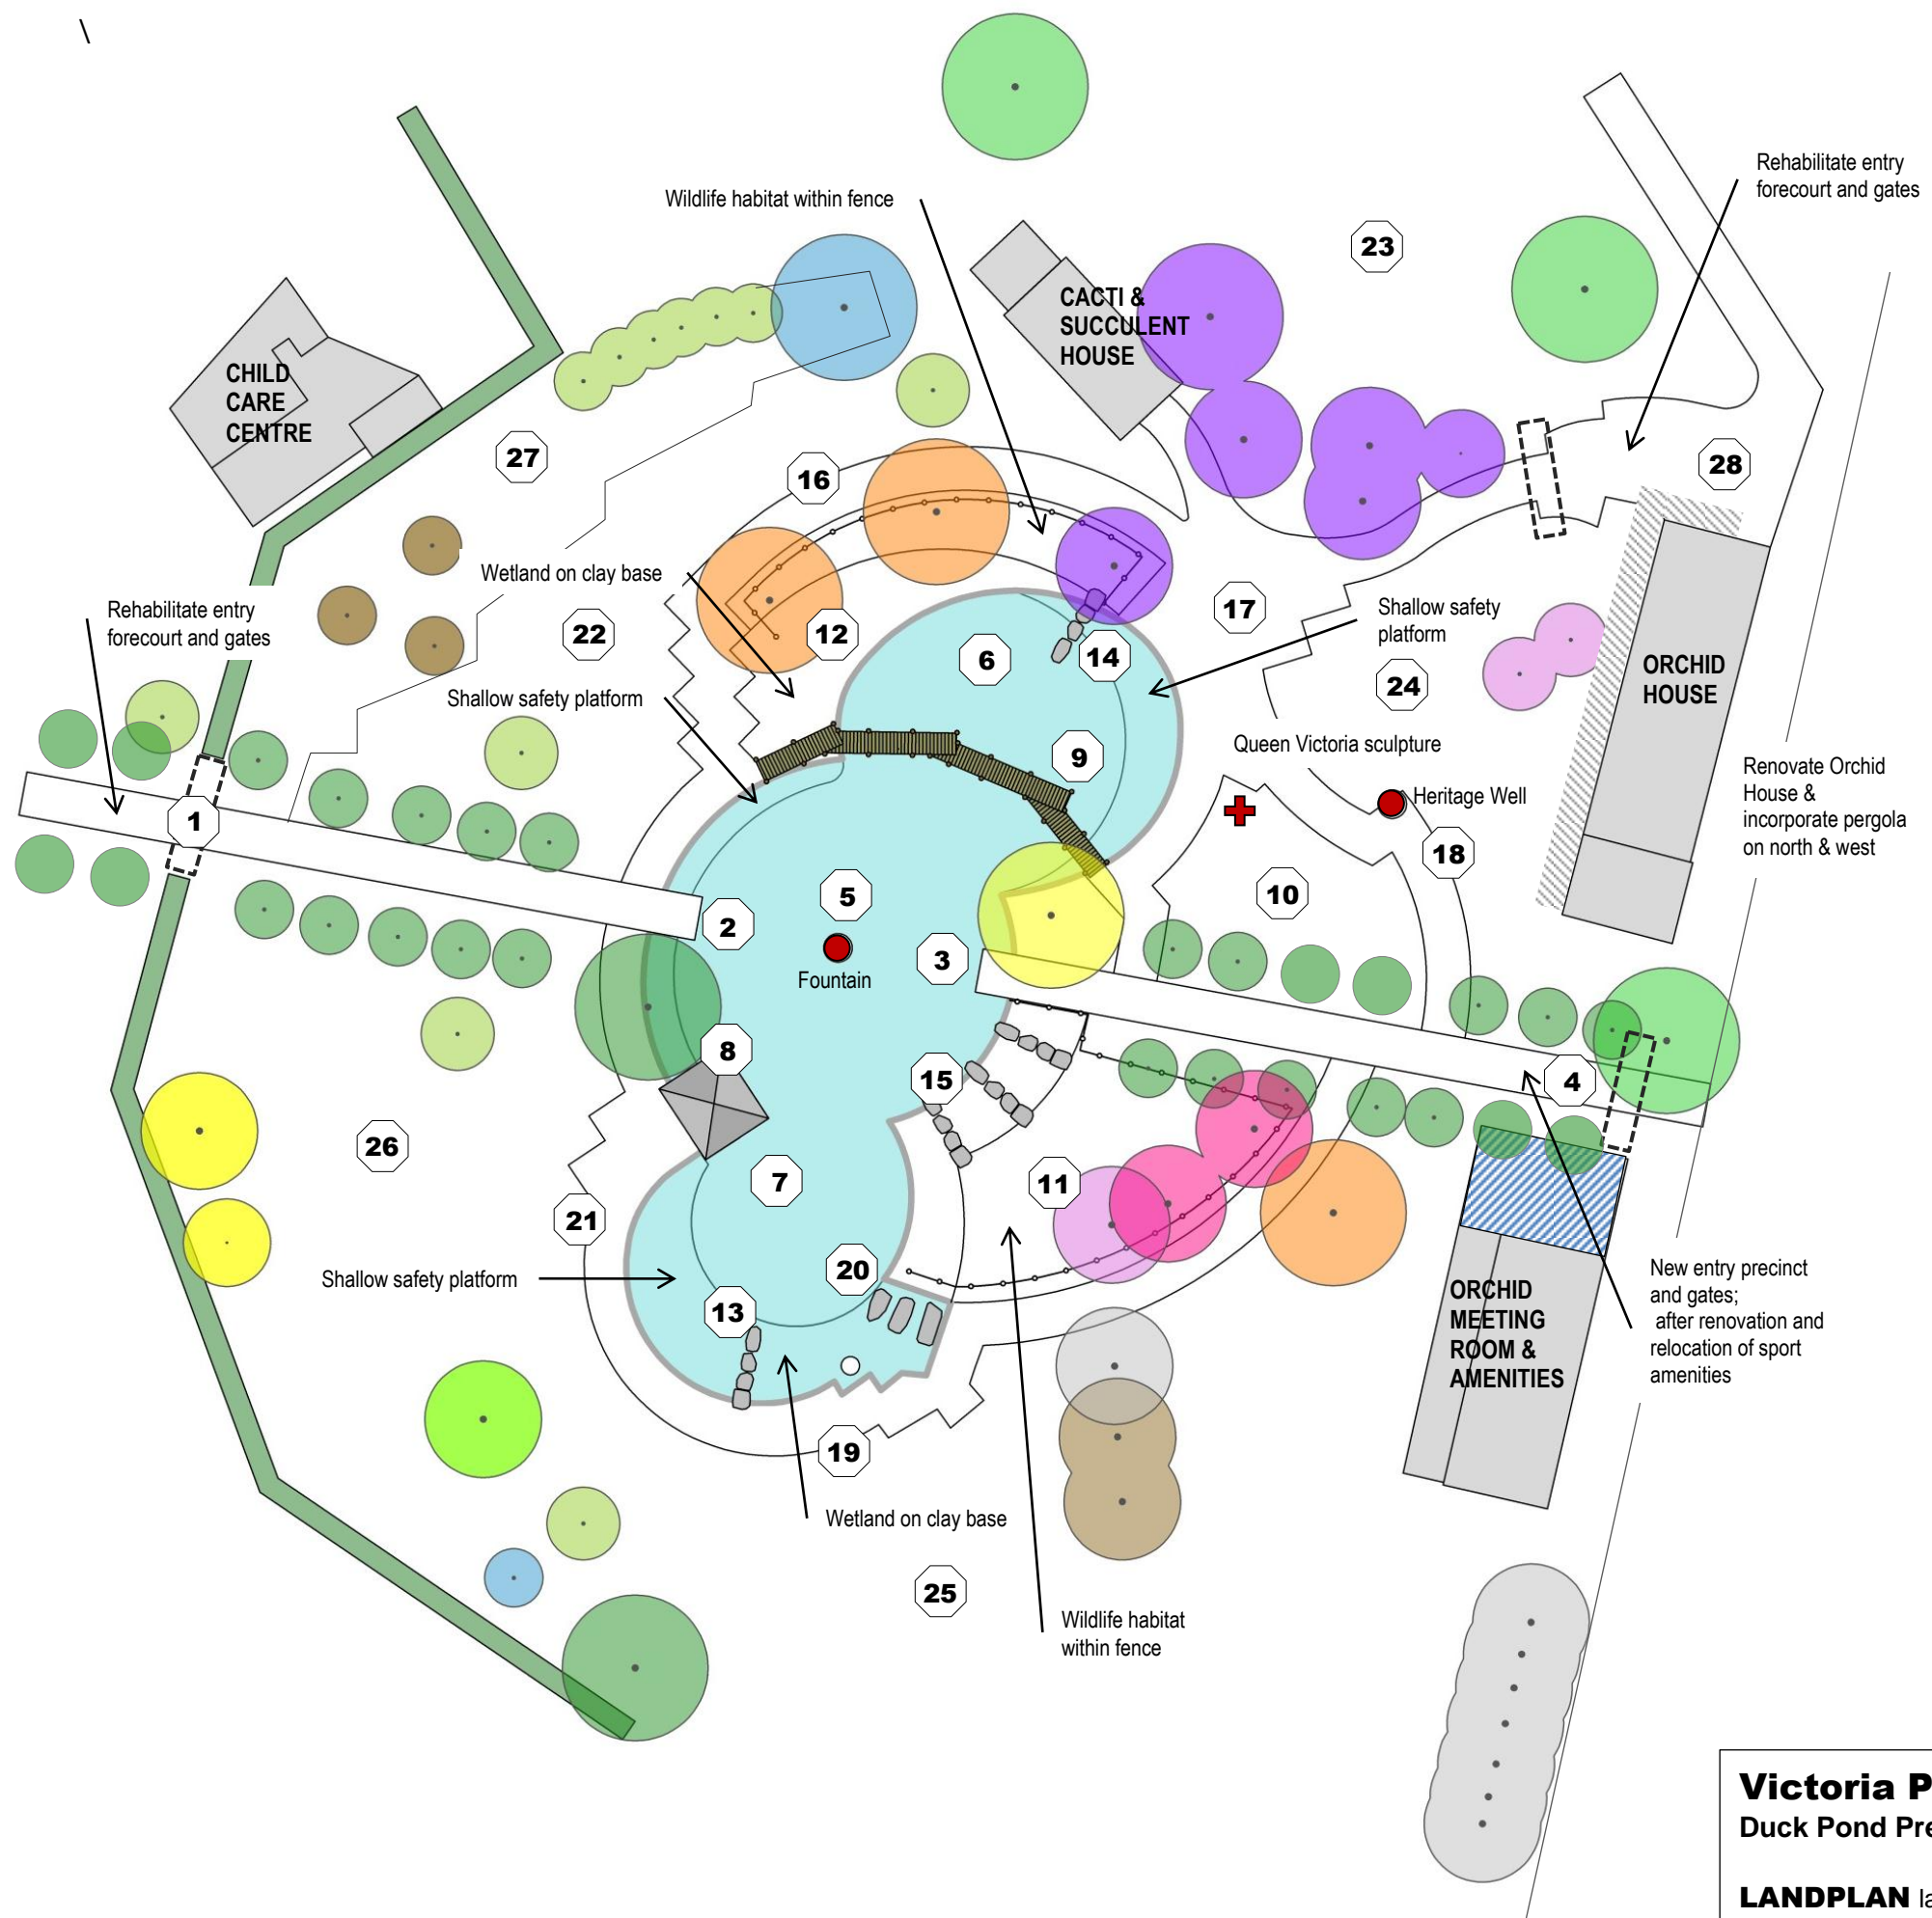 \
Rehabilitate entry
forecourt and gates
Wildlife habitat within fence
23
CACTI &
SUCCULENT
HOUSE
CHILD
CARE
CENTRE
27
16
28
Wetland on clay base
Rehabilitate entry
forecourt and gates
22
12
6
14
17
Shallow safety
platform
24
ORCHID
HOUSE
Shallow safety platform
9
Queen Victoria sculpture
Heritage Well
Renovate Orchid
House &
incorporate pergola
on north & west
1
18
5
10
2
3
Fountain
8
15
4
26
7
11
21
20
Shallow safety platform
13
New entry precinct
and gates;
after renovation and
relocation of sport
amenities
ORCHID
MEETING
ROOM &
AMENITIES
19
Wetland on clay base
25
Wildlife habitat
within fence
Victoria P
Duck Pond Pre
LANDPLAN la